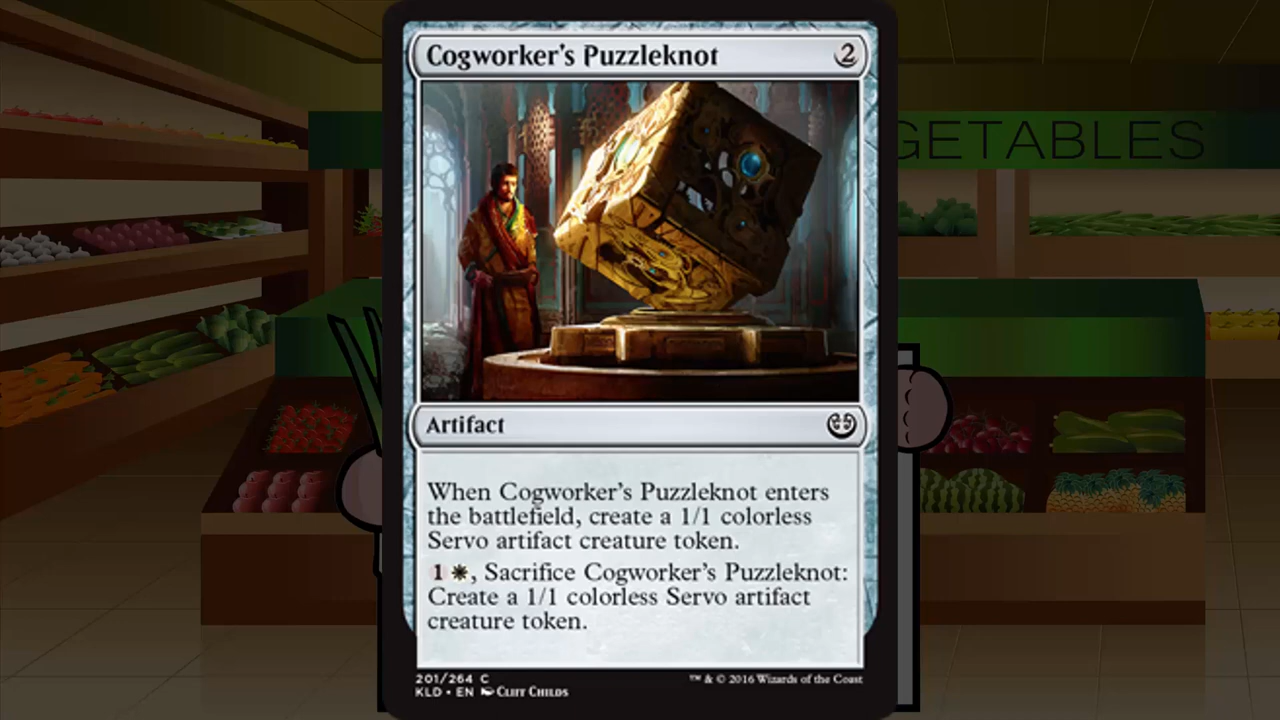 Cogworker's Puzzleknot 2
GETABLES
Artifact
When Cogworker's Puzzleknot enters
the battlefield, create a 1/1 colorless
Servo artifact creature token.
1 , Sacrifice Cogworker's Puzzleknot:
Create a 1/1 colorless Servo artifact
creature token.
201/264 C
KLD • EN Cliff Childs
™ & © 2016 Wizards of the Coast